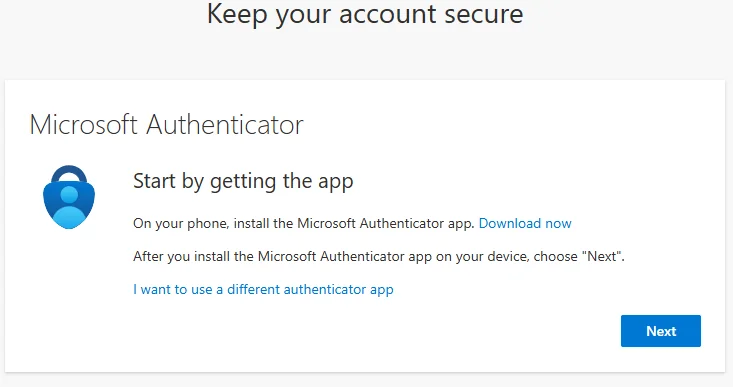 Keep your account secure
Microsoft Authenticator
Start by getting the app
On your phone, install the Microsoft Authenticator app. Download now
After you install the Microsoft Authenticator app on your device, choose "Next".
I want to use a different authenticator app
Next